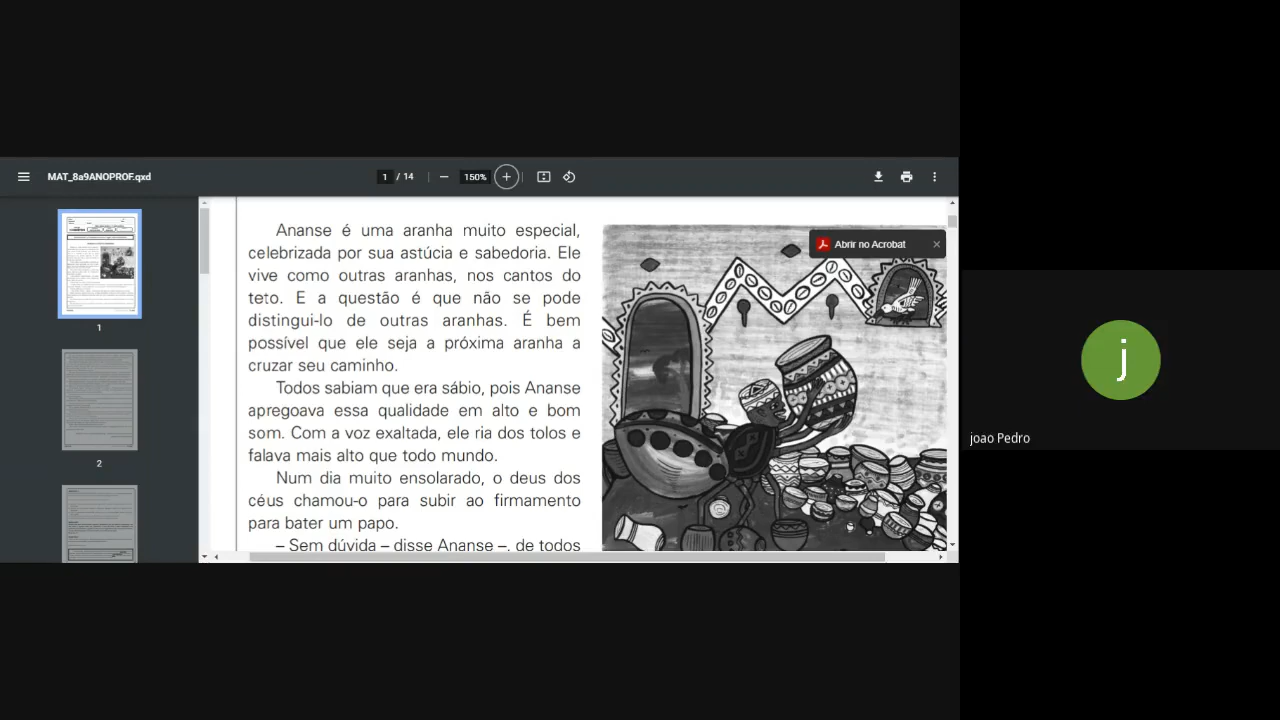 MAT_8a9ANOPROF.qxd
1 / 14
150%
Ananse é uma aranha muito especial,
celebrizada por sua astúcia e sabedoria. Ele
vive como outras aranhas, nos cantos do
teto. E a questão é que não se pode
distingui-lo de outras aranhas. É bem
possível que ele seja a próxima aranha a
cruzar seu caminho.
Todos sabiam que era sábio, pois Ananse
apregoava essa qualidade em alto e bom
som. Com a voz exaltada, ele ria dos tolos e
falava mais alto que todo mundo.
Num dia muito ensolarado, o deus dos
céus chamou-o para subir ao firmamento
para bater um papo.
– Sem dúvida – disse Ananse –, de todos
Abrir no Acrobat
1
2
j
joao Pedro